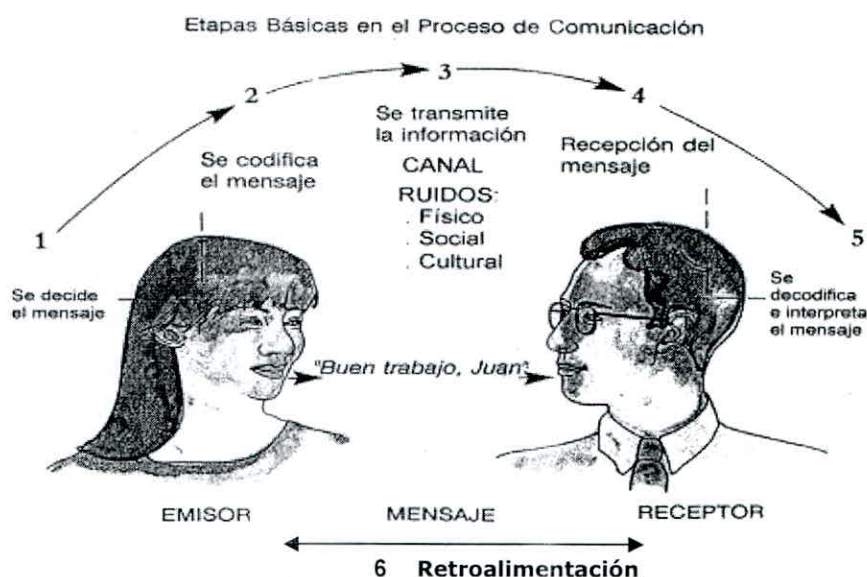 Etapas Básicas en el Proceso de Comunicación
1
Se decide
el mensaje
2
Se codifica
el mensaje
3
Se transmite
la información
CANAL
RUIDOS:
. Físico
. Social
. Cultural
4
Recepción del
mensaje
5
Se
decodifica
e interpreta
el mensaje
"Buen trabajo, Juan"
EMISOR
MENSAJE
RECEPTOR
6 Retroalimentación